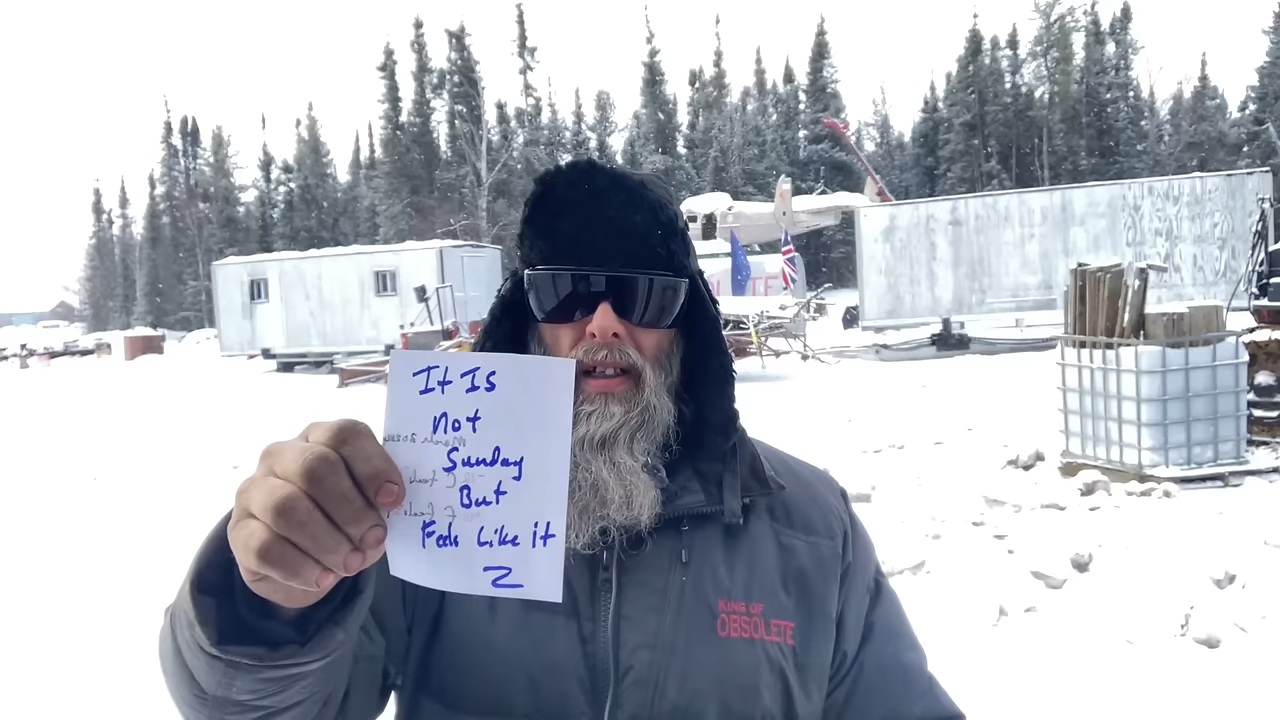 It Is
not
Sunday
But
Feels Like it
2
KING OF
OBSOLETE